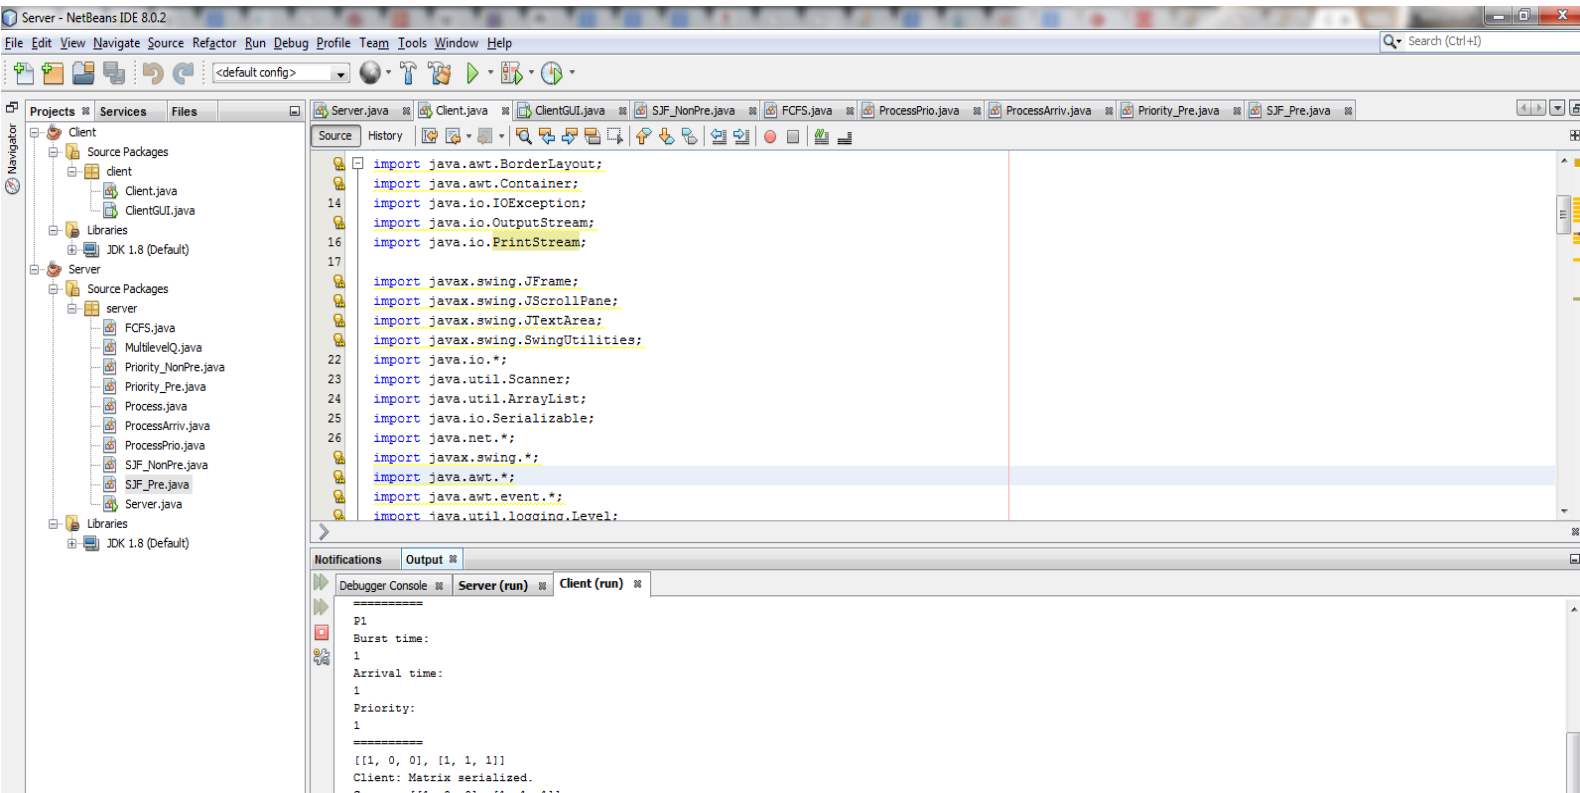 Server - NetBeans IDE 8.0.2
File Edit View Navigate Source Refactor Run Debug Profile Team Tools Window Help
Search (Ctrl+I)
<default config>
Projects Services Files
Server.java Client.java ClientGUI.java SJF_NonPre.java FCFS.java ProcessPrio.java ProcessArriv.java Priority_Pre.java SJF_Pre.java
Navigator
Client
Source Packages
client
Client.java
ClientGUI.java
Libraries
JDK 1.8 (Default)
Server
Source Packages
server
FCFS.java
MultilevelQ.java
Priority_NonPre.java
Priority_Pre.java
Process.java
ProcessArriv.java
ProcessPrio.java
SJF_NonPre.java
SJF_Pre.java
Server.java
Libraries
JDK 1.8 (Default)
Source History
import java.awt.BorderLayout;
import java.awt.Container;
14 import java.io.IOException;
import java.io.OutputStream;
16 import java.io.PrintStream;
17
import javax.swing.JFrame;
import javax.swing.JScrollPane;
import javax.swing.JTextArea;
import javax.swing.SwingUtilities;
22 import java.io.*;
23 import java.util.Scanner;
24 import java.util.ArrayList;
25 import java.io.Serializable;
26 import java.net.*;
import javax.swing.*;
import java.awt.*;
import java.awt.event.*;
import java.util.logging.Level;
Notifications Output
Debugger Console Server (run) Client (run)
==========
P1
Burst time:
1
Arrival time:
1
Priority:
1
==========
[[1, 0, 0], [1, 1, 1]]
Client: Matrix serialized.